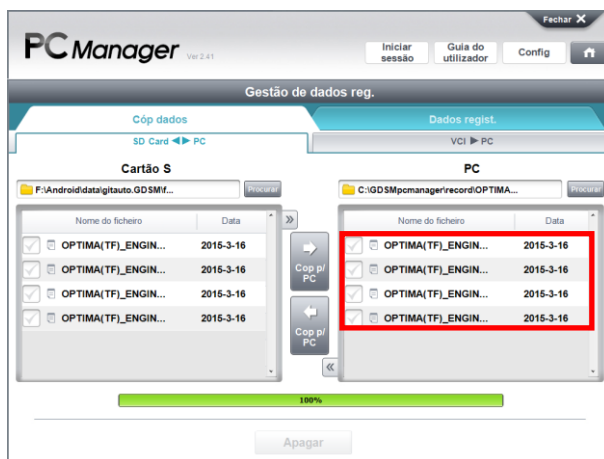 Fechar X
PC Manager Ver 2.41
Iniciar sessão
Guia do utilizador
Config
Gestão de dados reg.
Cóp dados
Dados regist.
SD Card ◀▶ PC
VCI ▶ PC
Cartão S
PC
F:\Android\data\gitauto.GDSM\f...
Procurar
C:\GDSMpcmanager\record\OPTIMA...
Procurar
Nome do ficheiro Data
OPTIMA(TF)_ENGIN... 2015-3-16
OPTIMA(TF)_ENGIN... 2015-3-16
OPTIMA(TF)_ENGIN... 2015-3-16
OPTIMA(TF)_ENGIN... 2015-3-16
»
Cop p/
PC
Cop p/
PC
«
Nome do ficheiro Data
OPTIMA(TF)_ENGIN... 2015-3-16
OPTIMA(TF)_ENGIN... 2015-3-16
OPTIMA(TF)_ENGIN... 2015-3-16
OPTIMA(TF)_ENGIN... 2015-3-16
100%
Apagar